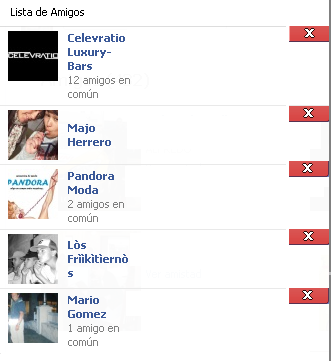 Lista de Amigos
X
CELEVRATIO
Celevratio
Luxury-
Bars
12 amigos en
común
X
Majo
Herrero
X
PANDORA
Pandora
Moda
2 amigos en
común
X
Lòs
Frììkìtìernò
s
X
Mario
Gomez
1 amigo en
común